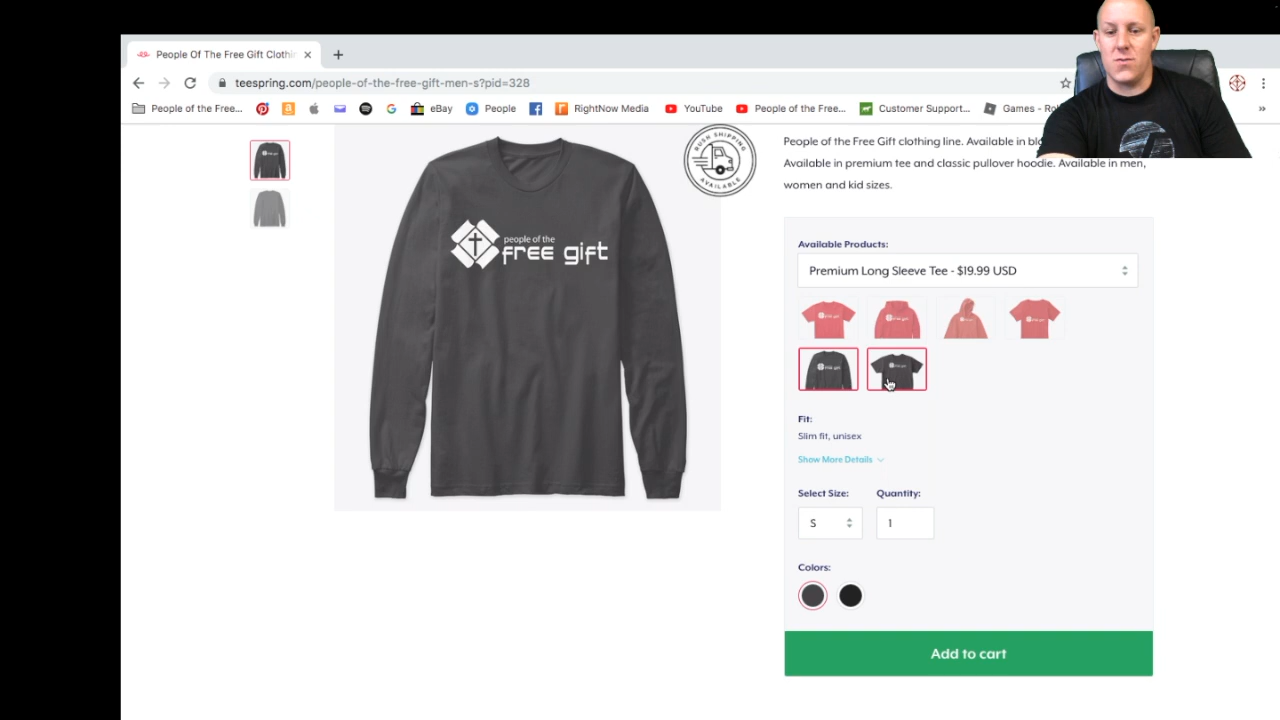 People Of The Free Gift Clothin
teespring.com/people-of-the-free-gift-men-s?pid=328
People of the Free...
eBay
People
RightNow Media
YouTube
People of the Free...
Customer Support...
Games - Ro
RUSH SHIPPING
AVAILABLE
people of the
free gift
People of the Free Gift clothing line. Available in
Available in premium tee and classic pullover hoodie. Available in men,
women and kid sizes.
Available Products:
Premium Long Sleeve Tee - $19.99 USD
Fit:
Slim fit, unisex
Show More Details
Select Size:
Quantity:
S
1
Colors:
Add to cart